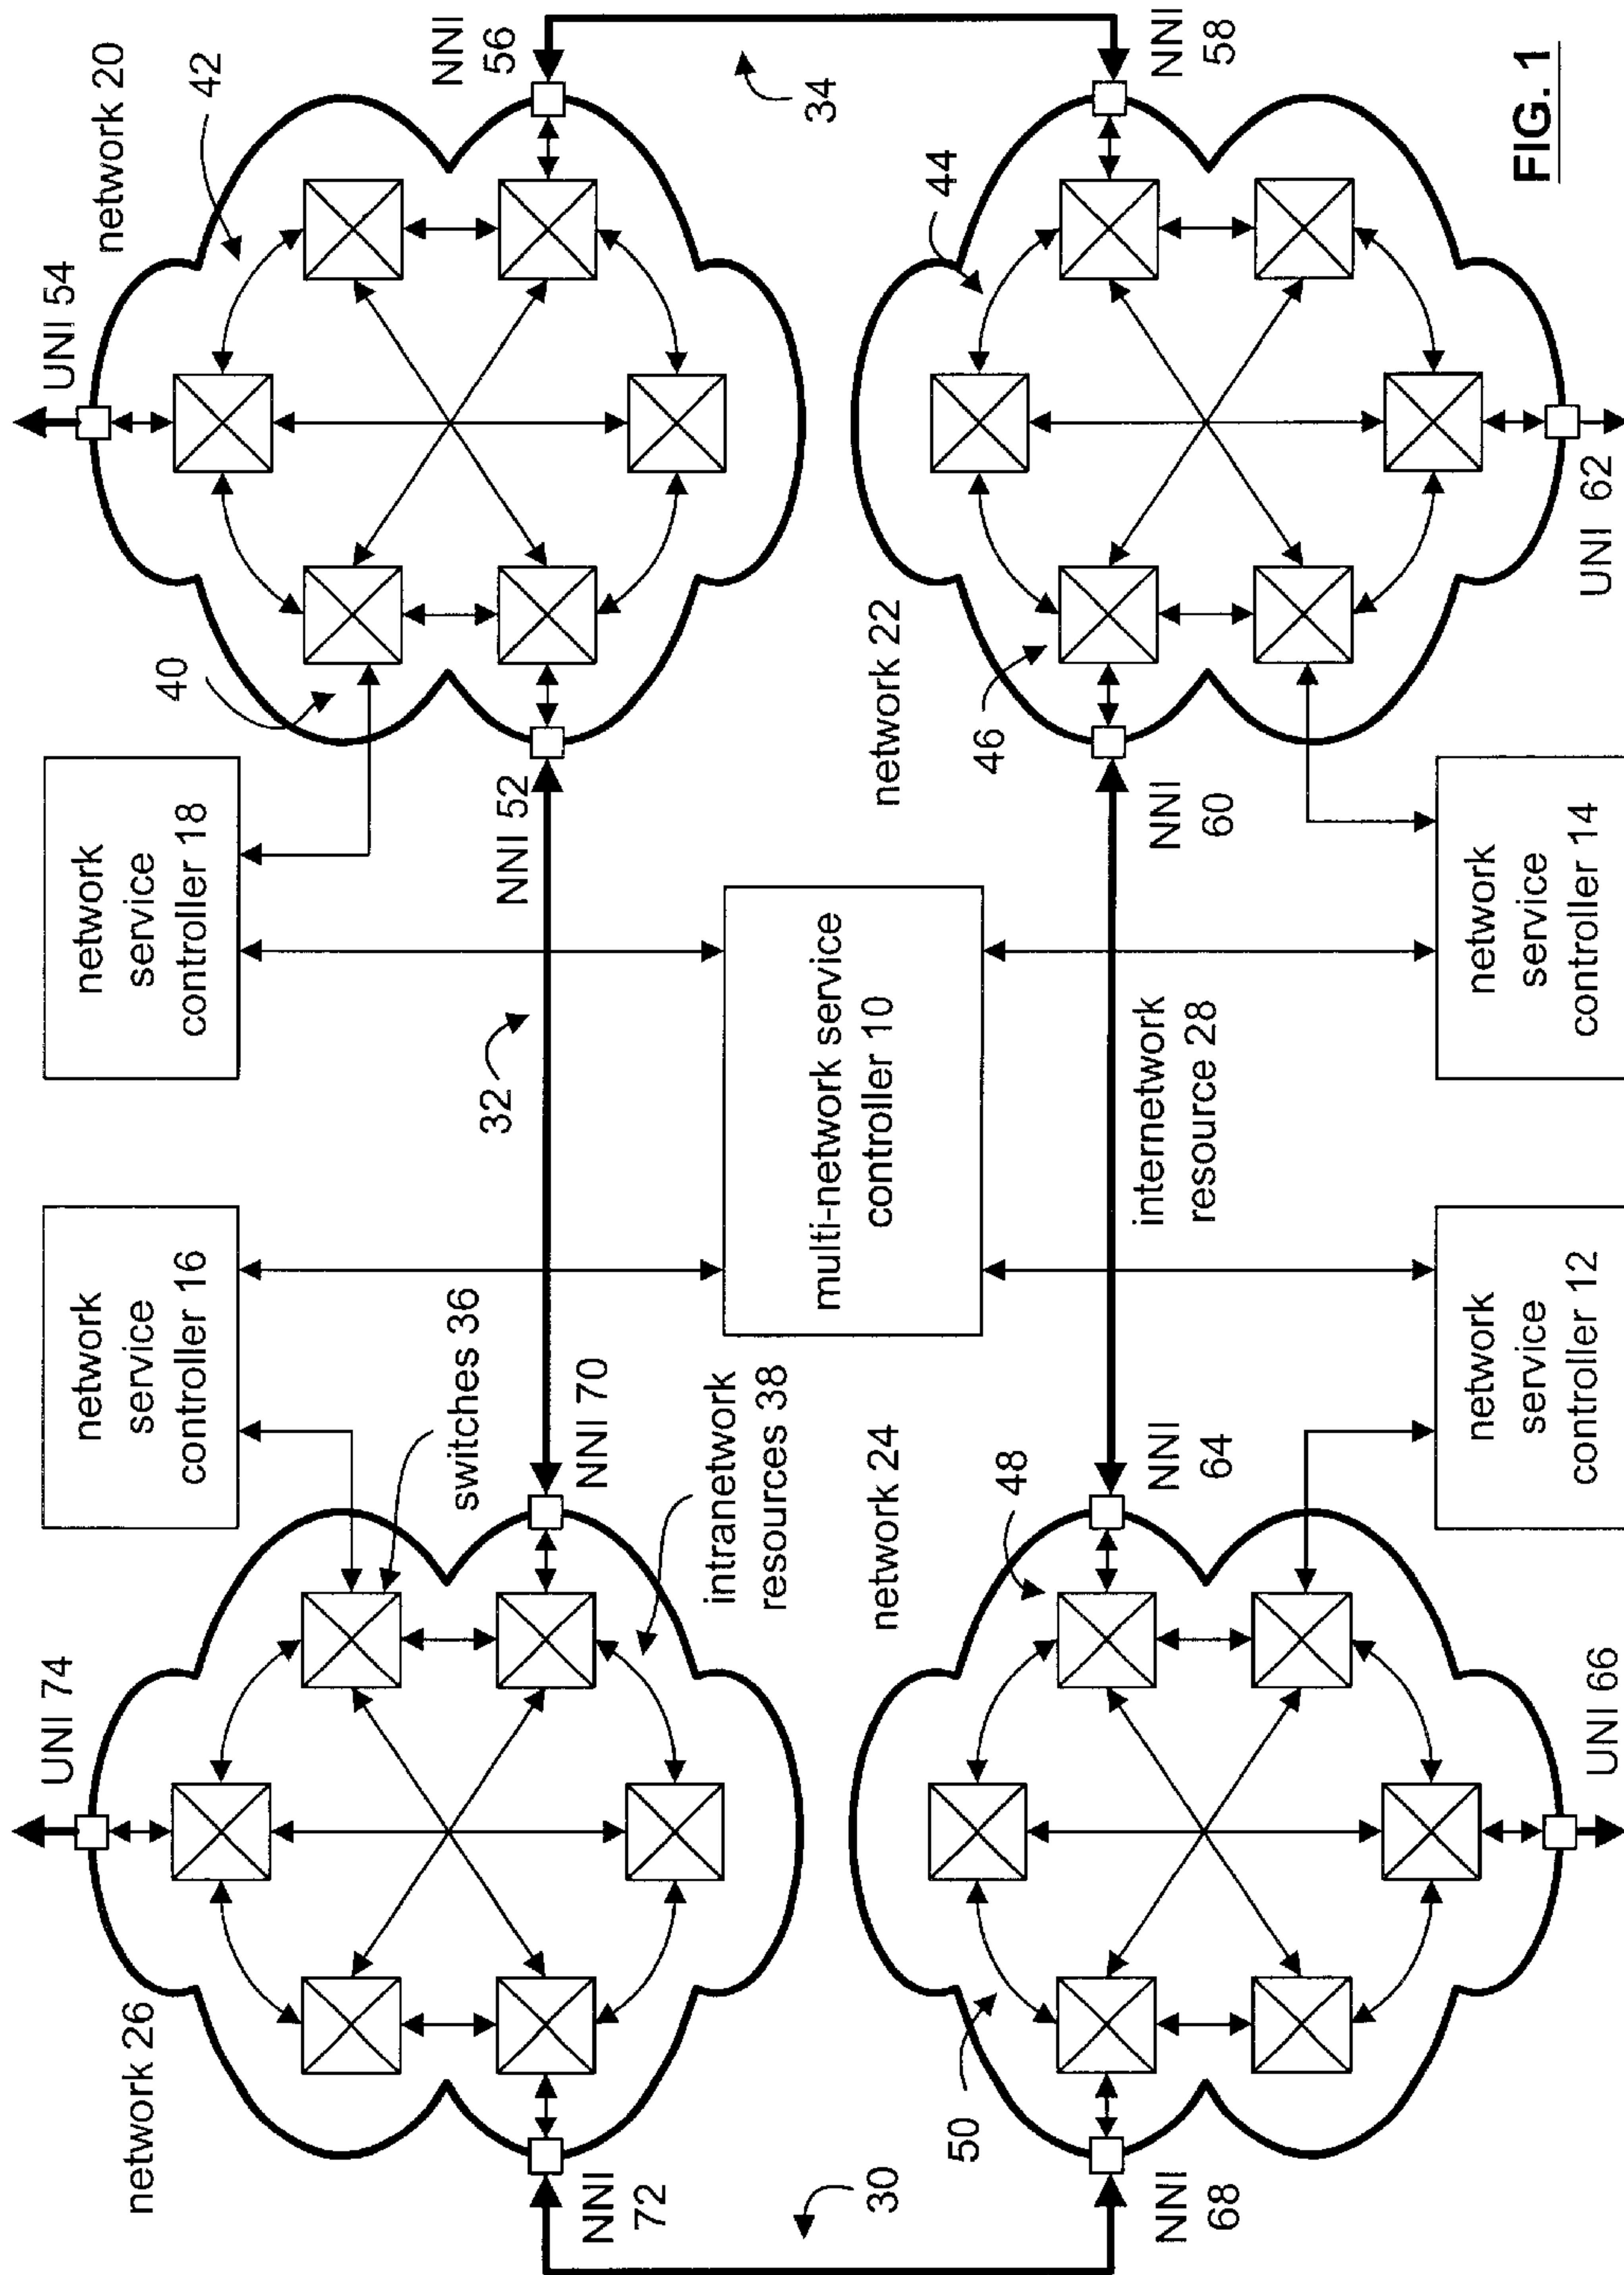 network 26
UNI 74
network
service
controller 16
network
service
controller 18
UNI 54
network 20
42
40
switches 36
32
NNI
72
NNI 70
NNI 52
NNI
56
intranetwork
resources 38
30
multi-network service
controller 10
34
network 24
network 22
50
48
46
44
NNI
68
NNI
64
internetwork
resource 28
NNI
60
NNI
58
network
service
controller 12
network
service
controller 14
UNI 66
UNI 62
FIG. 1